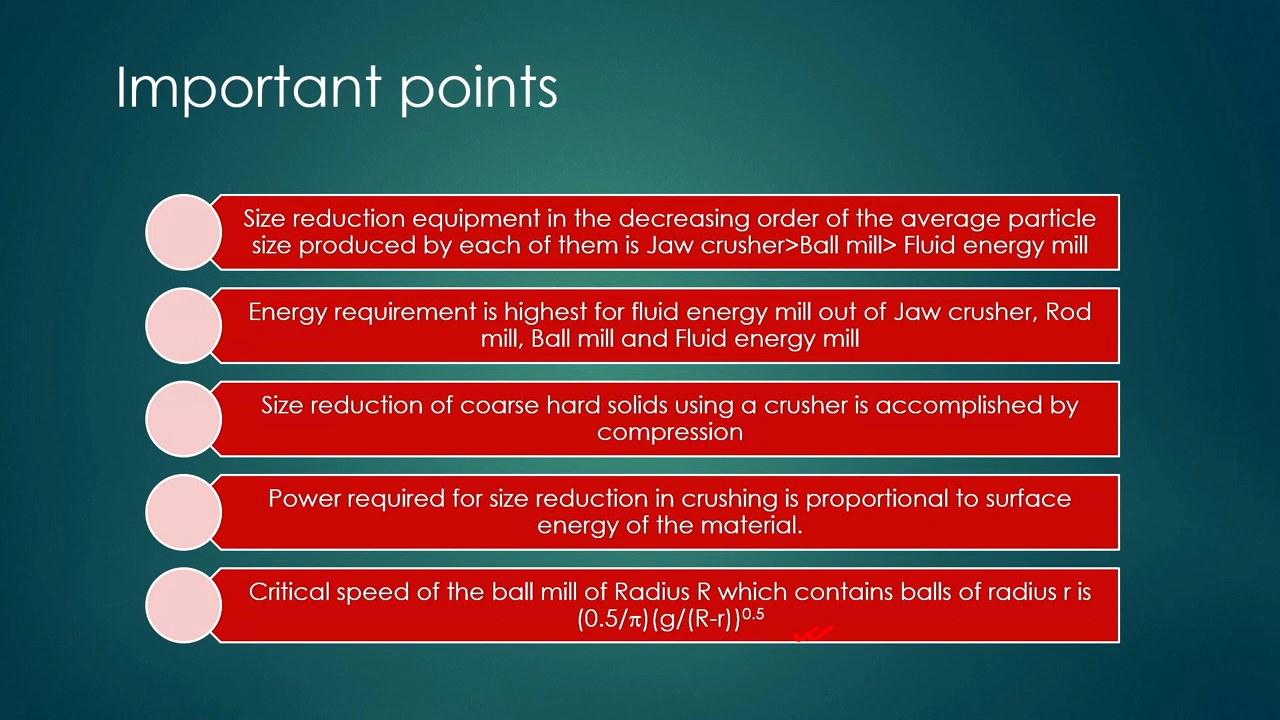 Important points
Size reduction equipment in the decreasing order of the average particle
size produced by each of them is Jaw crusher>Ball mill> Fluid energy mill
Energy requirement is highest for fluid energy mill out of Jaw crusher, Rod
mill, Ball mill and Fluid energy mill
Size reduction of coarse hard solids using a crusher is accomplished by
compression
Power required for size reduction in crushing is proportional to surface
energy of the material.
Critical speed of the ball mill of Radius R which contains balls of radius r is
(0.5/π)(g/(R-r))⁰·⁵